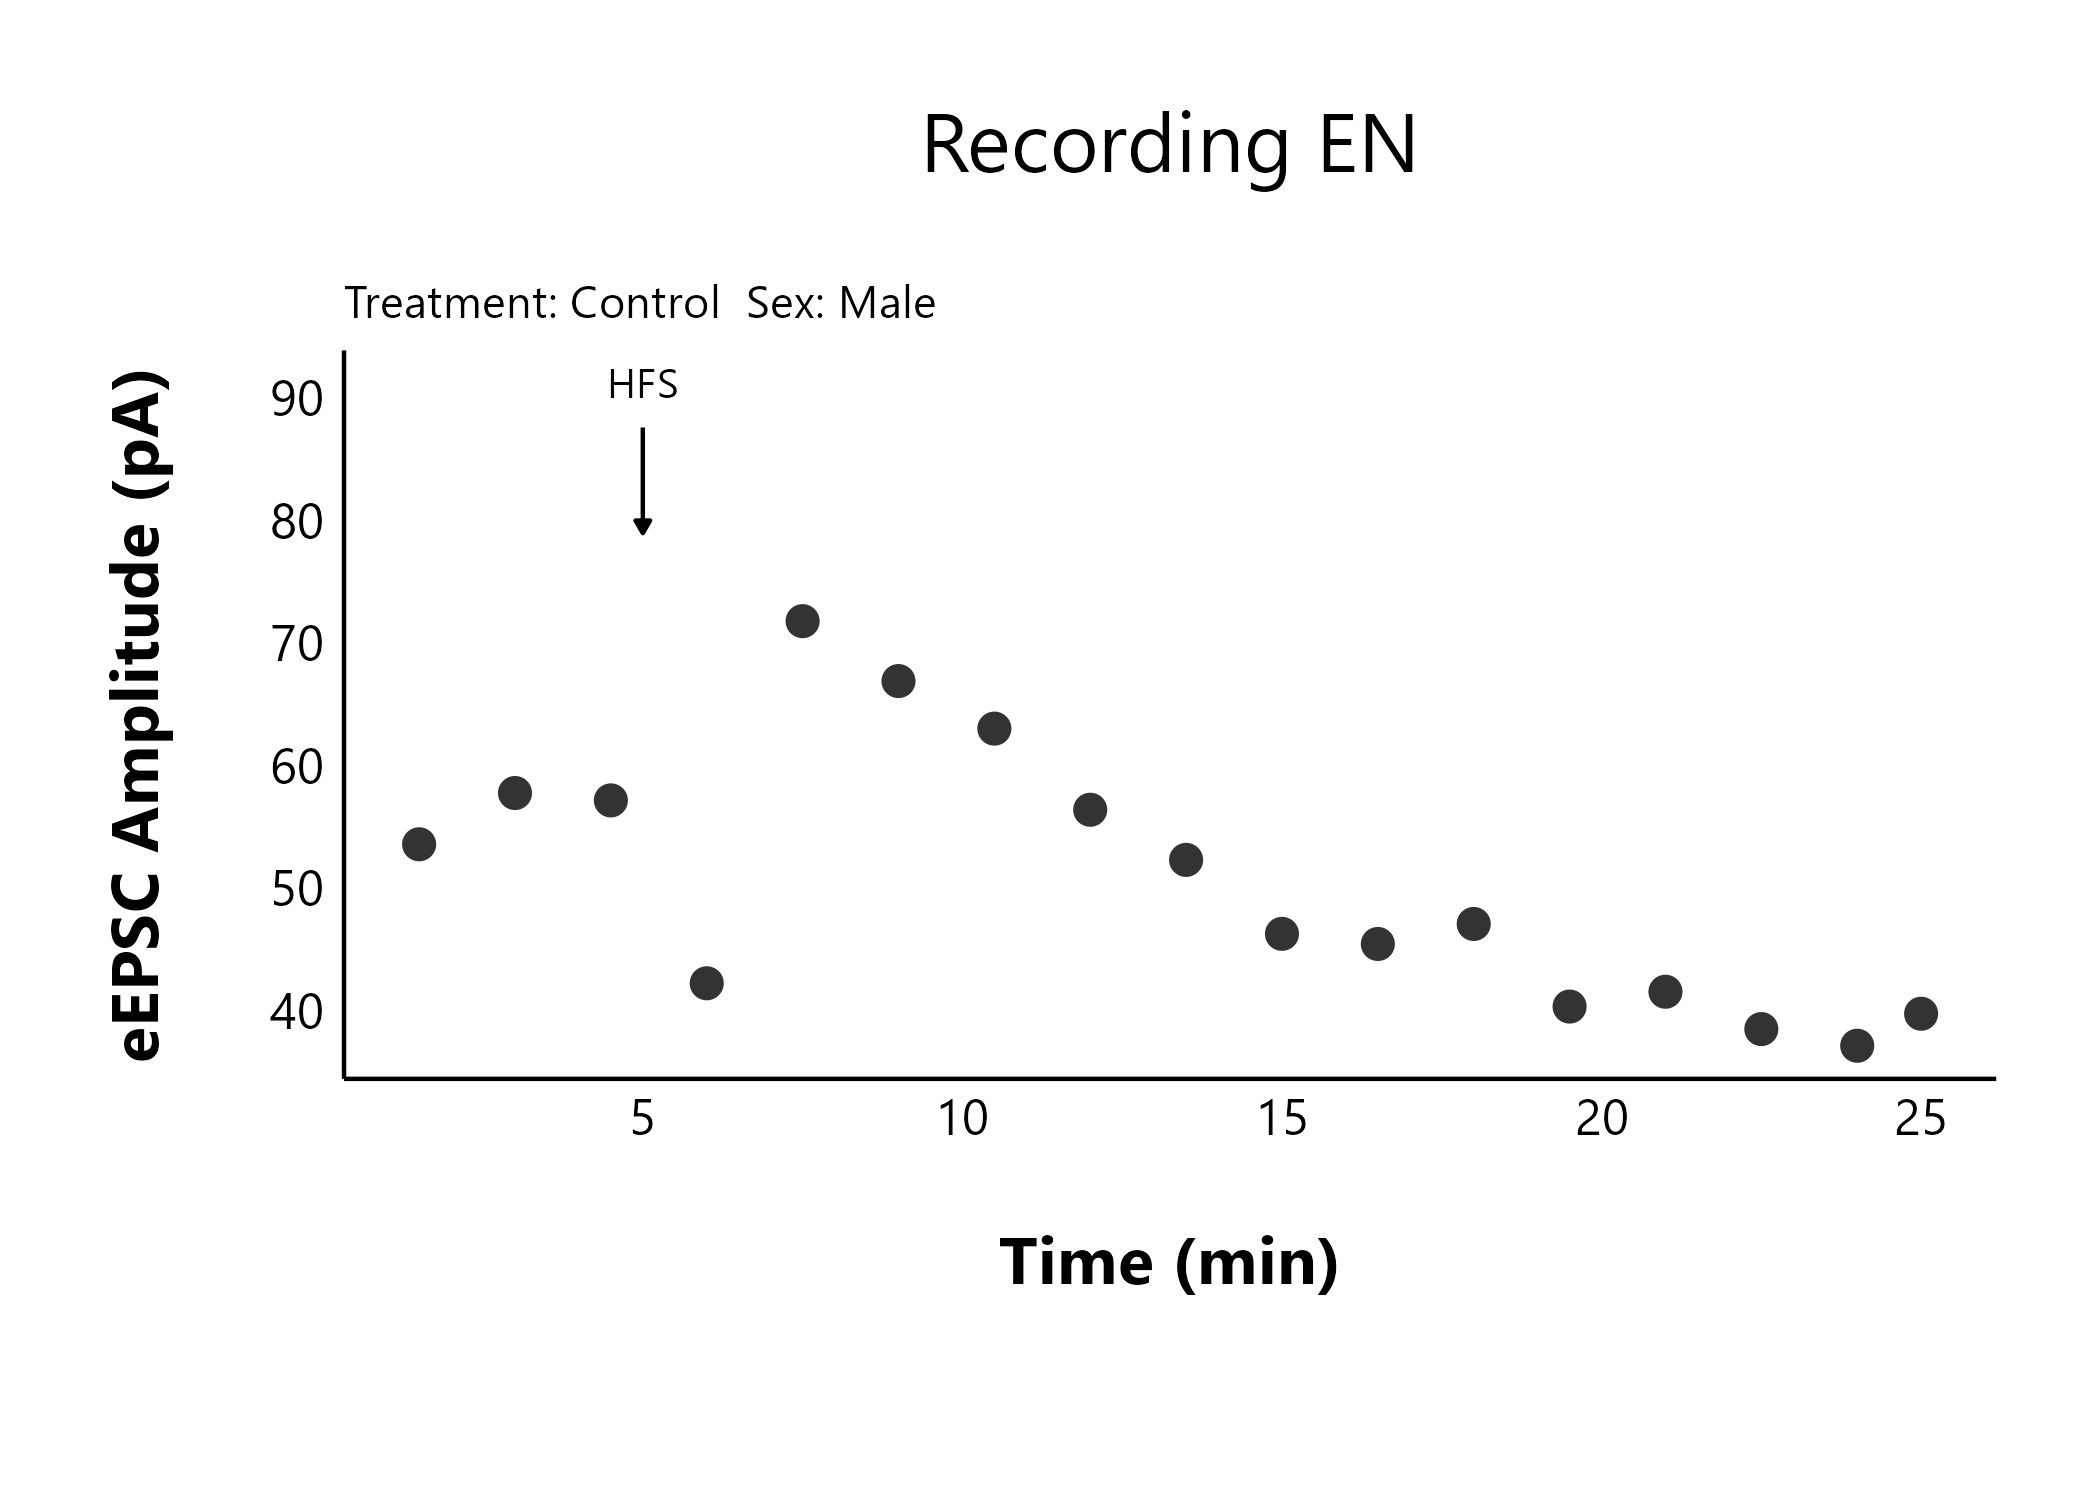 Recording EN
Treatment: Control  Sex: Male
HFS
eEPSC Amplitude (pA)
90
80
70
60
50
40
5 10 15 20 25
Time (min)